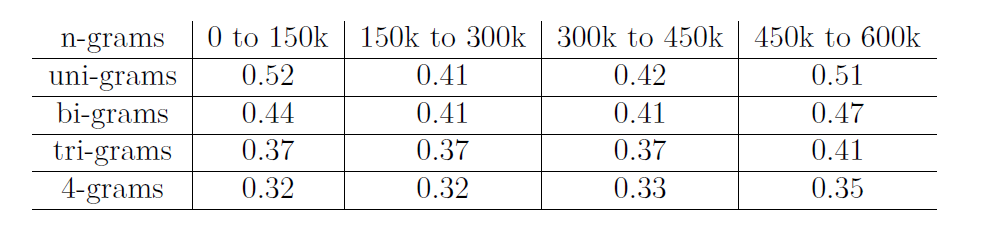 n-grams 0 to 150k 150k to 300k 300k to 450k 450k to 600k
uni-grams 0.52 0.41 0.42 0.51
bi-grams 0.44 0.41 0.41 0.47
tri-grams 0.37 0.37 0.37 0.41
4-grams 0.32 0.32 0.33 0.35